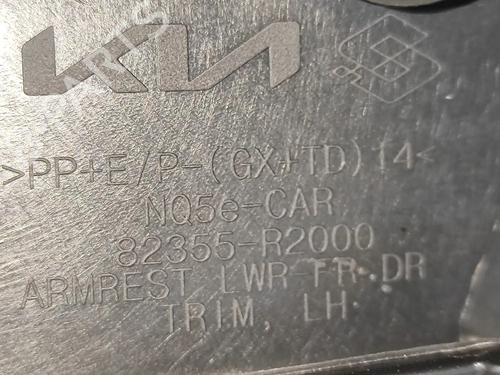 KIA
>PP+E/P-(GX+TD)14<
NQ5e-CAR
82355-R2000
ARMREST LWR-FR DR
TRIM, LH